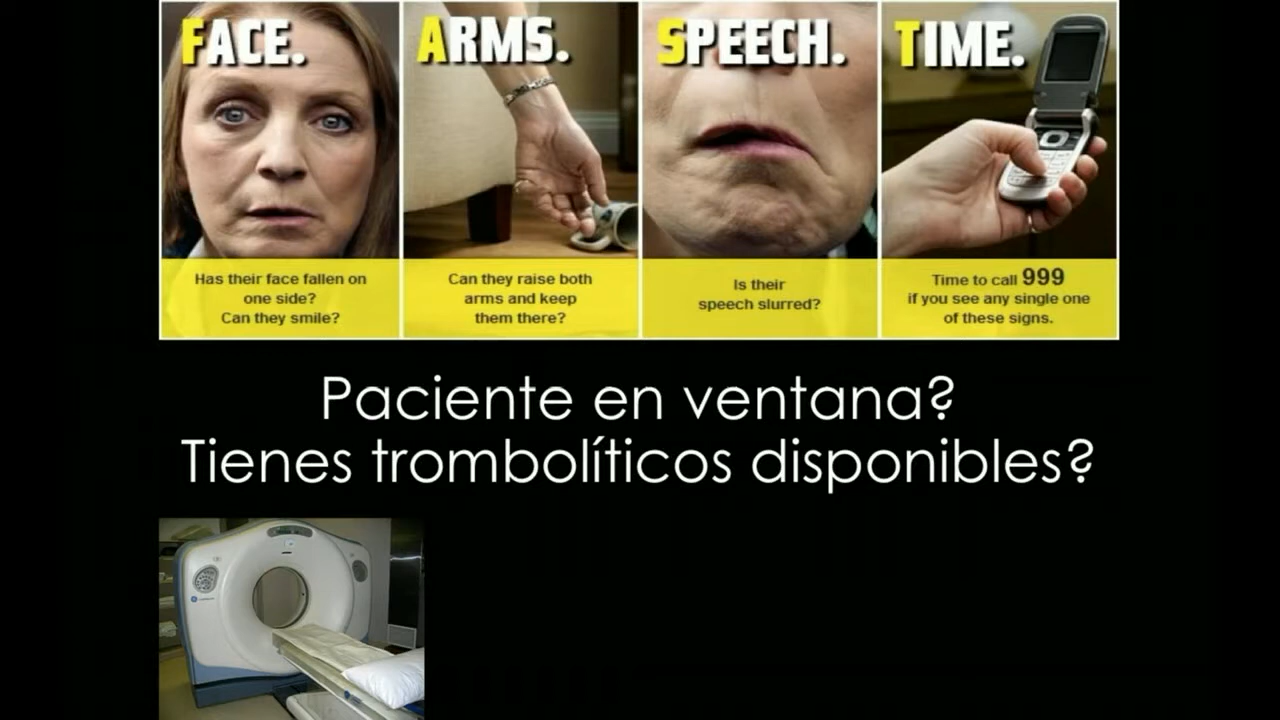 FACE.
Has their face fallen on
one side?
Can they smile?
ARMS.
Can they raise both
arms and keep
them there?
SPEECH.
Is their
speech slurred?
TIME.
Time to call 999
if you see any single one
of these signs.
Paciente en ventana?
Tienes trombolíticos disponibles?